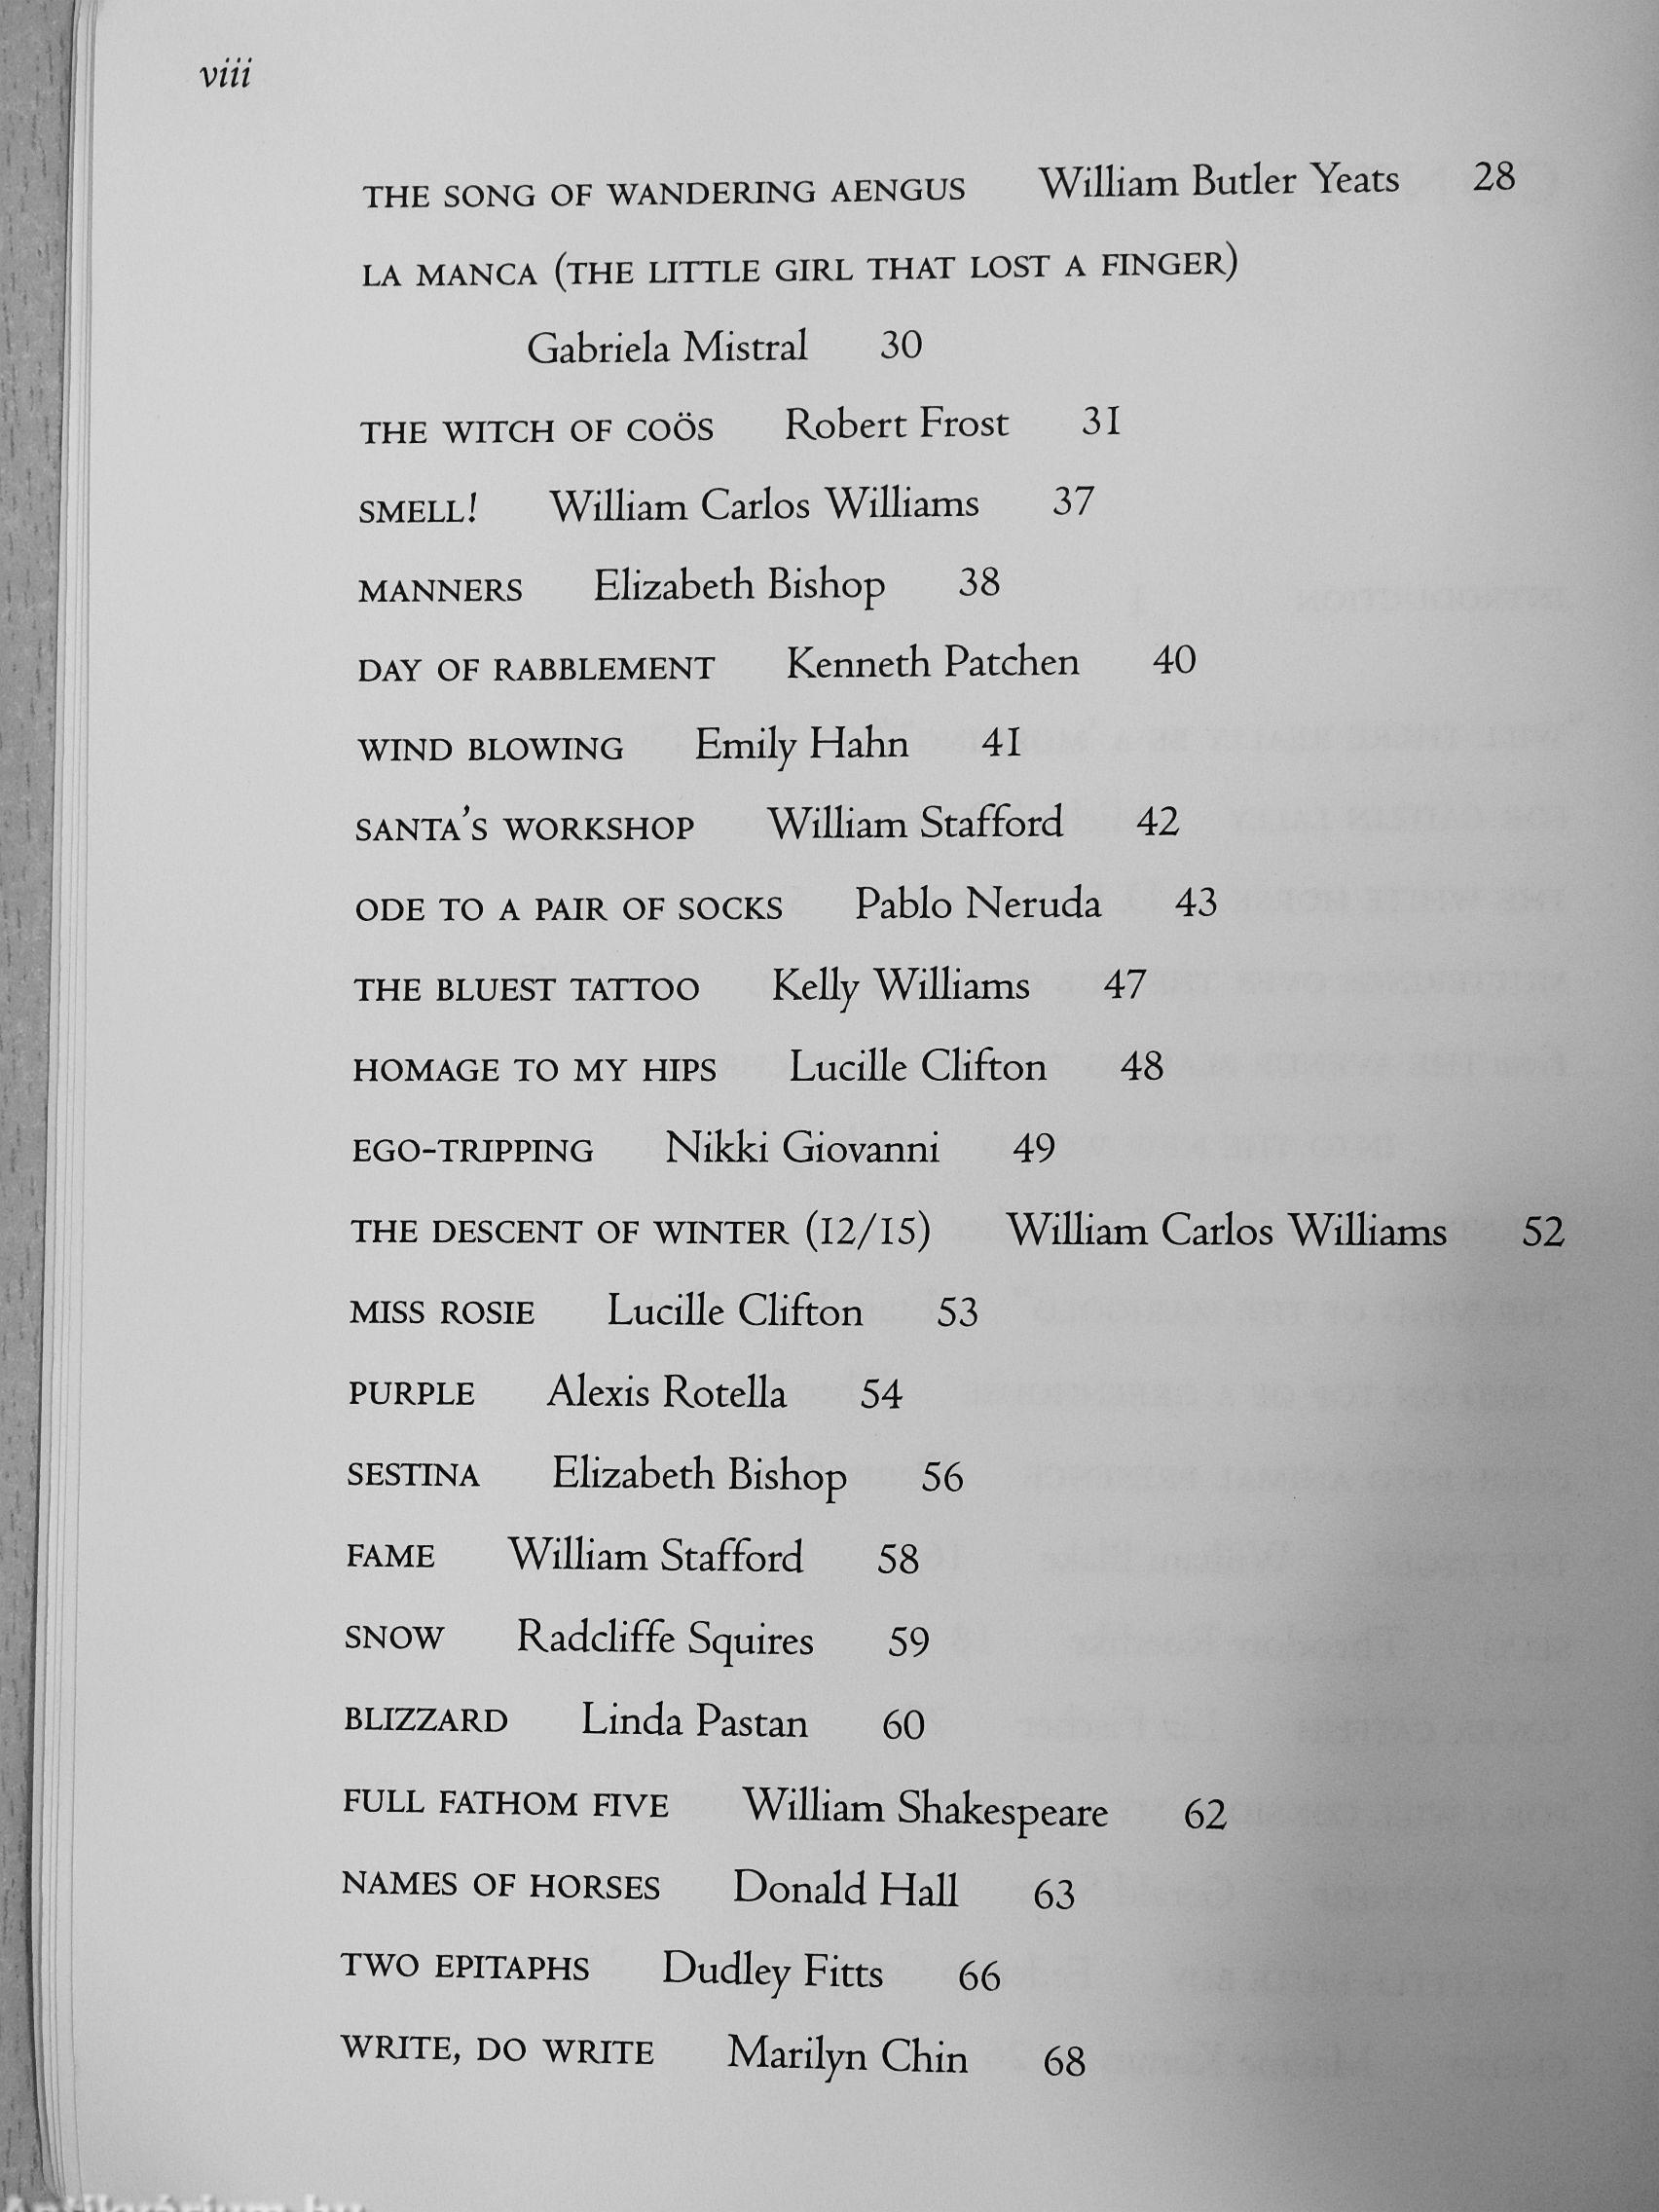 viii
THE SONG OF WANDERING AENGUS William Butler Yeats 28
LA MANCA (THE LITTLE GIRL THAT LOST A FINGER)
Gabriela Mistral 30
THE WITCH OF COÖS Robert Frost 31
SMELL! William Carlos Williams 37
MANNERS Elizabeth Bishop 38
DAY OF RABBLEMENT Kenneth Patchen 40
WIND BLOWING Emily Hahn 41
SANTA'S WORKSHOP William Stafford 42
ODE TO A PAIR OF SOCKS Pablo Neruda 43
THE BLUEST TATTOO Kelly Williams 47
HOMAGE TO MY HIPS Lucille Clifton 48
EGO-TRIPPING Nikki Giovanni 49
THE DESCENT OF WINTER (12/15) William Carlos Williams 52
MISS ROSIE Lucille Clifton 53
PURPLE Alexis Rotella 54
SESTINA Elizabeth Bishop 56
FAME William Stafford 58
SNOW Radcliffe Squires 59
BLIZZARD Linda Pastan 60
FULL FATHOM FIVE William Shakespeare 62
NAMES OF HORSES Donald Hall 63
TWO EPITAPHS Dudley Fitts 66
WRITE, DO WRITE Marilyn Chin 68